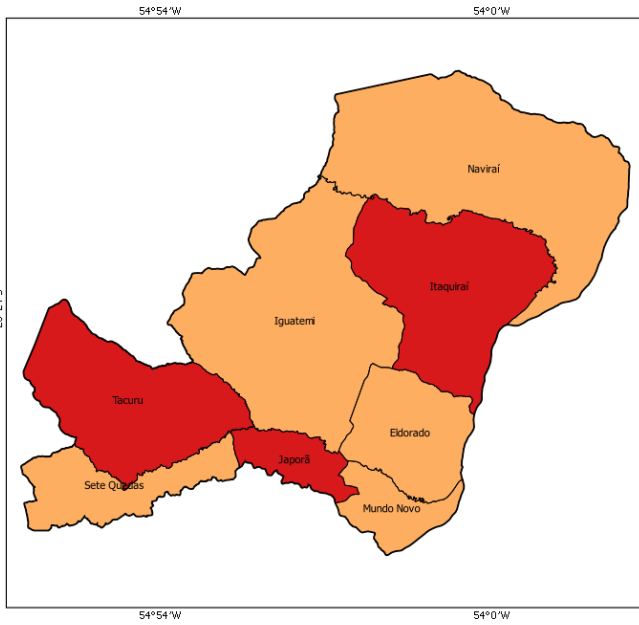 54°54'W
54°0'W
Naviraí
Itaquiraí
Iguatemi
Tacuru
Eldorado
Japorã
Sete Quedas
Mundo Novo
54°54'W
54°0'W